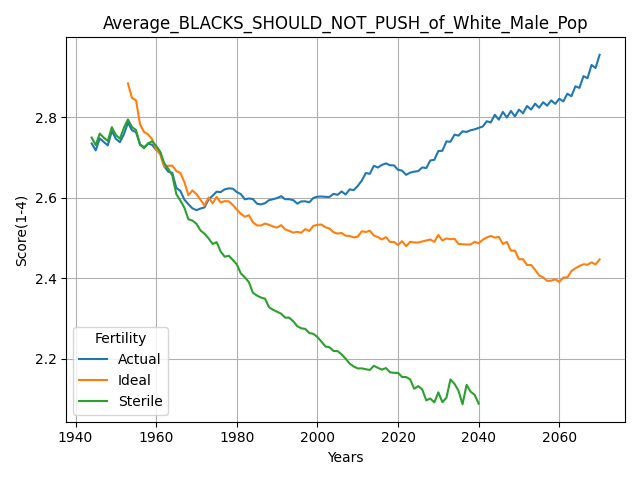 Average_BLACKS_SHOULD_NOT_PUSH_of_White_Male_Pop
Score(1-4)
2.8
2.6
2.4
2.2
Fertility
Actual
Ideal
Sterile
1940 1960 1980 2000 2020 2040 2060
Years